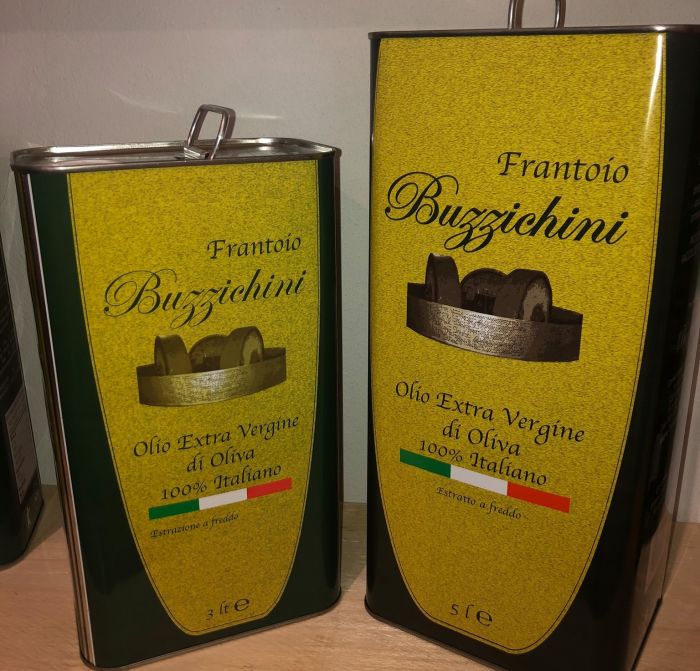 Frantoio
Buzzichini
Olio Extra Vergine
di Oliva
100% Italiano
Estrazione a freddo
3 lt e
Frantoio
Buzzichini
Olio Extra Vergine
di Oliva
100% Italiano
Estratto a freddo
5 l e